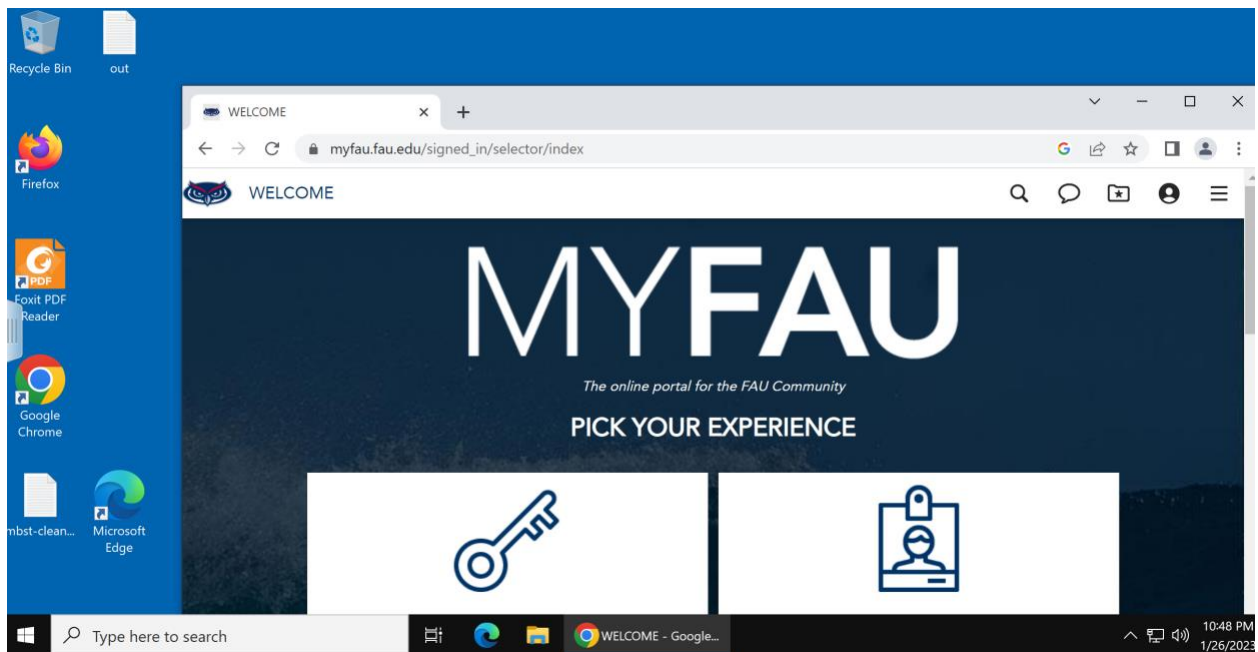 Recycle Bin
out
Firefox
PDF
Foxit PDF
Reader
Google
Chrome
mbst-clean...
Microsoft
Edge
WELCOME
myfau.fau.edu/signed_in/selector/index
G
WELCOME
MYFAU
The online portal for the FAU Community
PICK YOUR EXPERIENCE
Type here to search
WELCOME - Google...
10:48 PM
1/26/2023